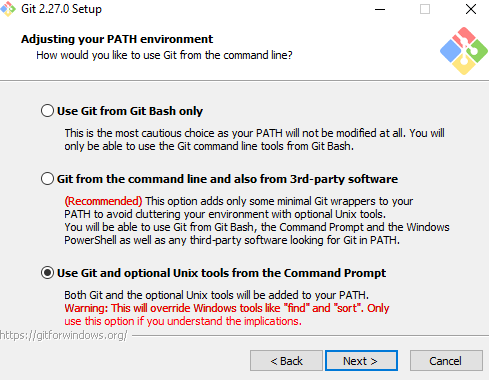 Git 2.27.0 Setup
Adjusting your PATH environment
How would you like to use Git from the command line?
Use Git from Git Bash only
This is the most cautious choice as your PATH will not be modified at all. You will
only be able to use the Git command line tools from Git Bash.
Git from the command line and also from 3rd-party software
(Recommended) This option adds only some minimal Git wrappers to your
PATH to avoid cluttering your environment with optional Unix tools.
You will be able to use Git from Git Bash, the Command Prompt and the Windows
PowerShell as well as any third-party software looking for Git in PATH.
Use Git and optional Unix tools from the Command Prompt
Both Git and the optional Unix tools will be added to your PATH.
Warning: This will override Windows tools like "find" and "sort". Only
use this option if you understand the implications.
https://gitforwindows.org/
< Back Next > Cancel